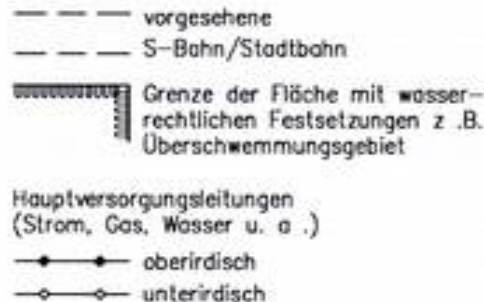 vorgesehene
S-Bahn/Stadtbahn
Grenze der Fläche mit wasser-
rechtlichen Festsetzungen z .B.
Überschwemmungsgebiet
Hauptversorgungsleitungen
(Strom, Gas, Wasser u. a .)
oberirdisch
unterirdisch